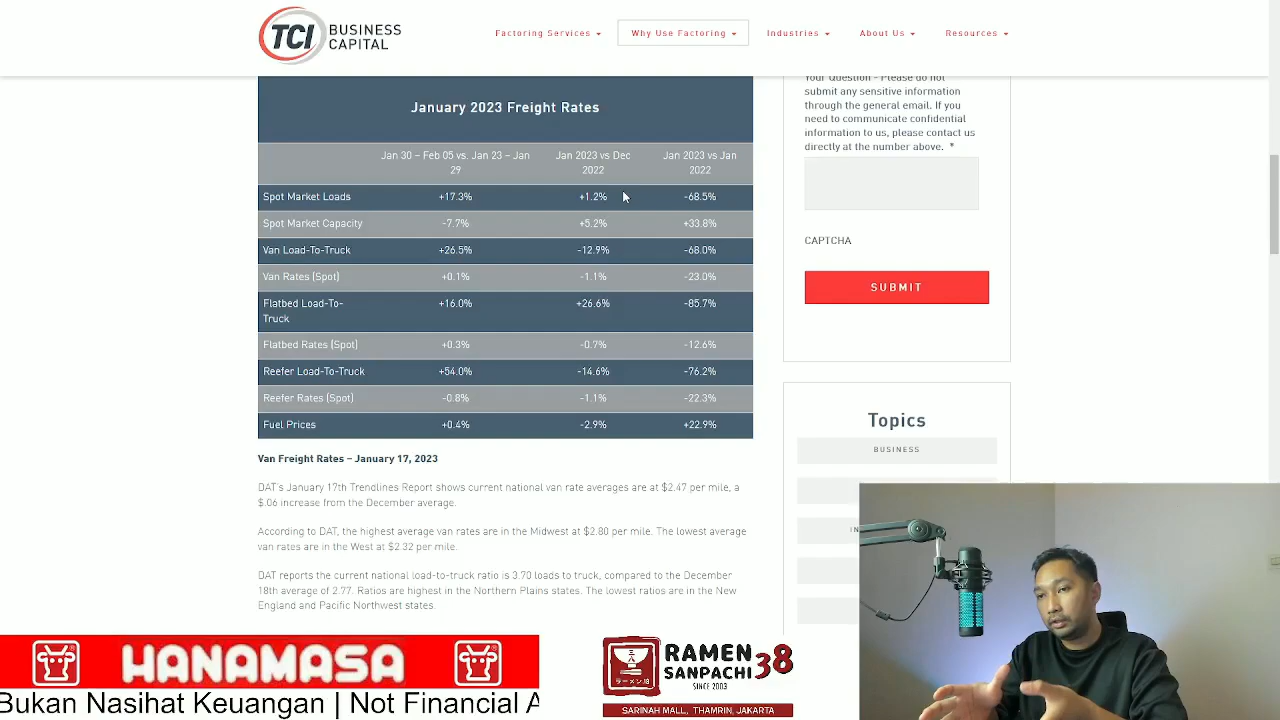 TCI BUSINESS CAPITAL
Factoring Services
Why Use Factoring
Industries
About Us
Resources
January 2023 Freight Rates
Jan 30 – Feb 05 vs. Jan 23 – Jan 29
Jan 2023 vs Dec 2022
Jan 2023 vs Jan 2022
Spot Market Loads +17.3% +1.2% -68.5%
Spot Market Capacity -7.7% +5.2% +33.8%
Van Load-To-Truck +26.5% -12.9% -68.0%
Van Rates (Spot) +0.1% -1.1% -23.0%
Flatbed Load-To-Truck +16.0% +26.6% -85.7%
Flatbed Rates (Spot) +0.3% -0.7% -12.6%
Reefer Load-To-Truck +54.0% -14.6% -76.2%
Reefer Rates (Spot) -0.8% -1.1% -22.3%
Fuel Prices +0.4% -2.9% +22.9%
Van Freight Rates – January 17, 2023
DAT's January 17th Trendlines Report shows current national van rate averages are at $2.47 per mile, a
$.06 increase from the December average.
According to DAT, the highest average van rates are in the Midwest at $2.80 per mile. The lowest average
van rates are in the West at $2.32 per mile.
DAT reports the current national load-to-truck ratio is 3.70 loads to truck, compared to the December
18th average of 2.77. Ratios are highest in the Northern Plains states. The lowest ratios are in the New
England and Pacific Northwest states.
Your Question - Please do not
submit any sensitive information
through the general email. If you
need to communicate confidential
information to us, please contact us
directly at the number above. *
CAPTCHA
SUBMIT
Topics
BUSINESS
IN
HANAMASA
RAMEN
SANPACHI 38
SINCE 2003
ラーメン38
SARINAH MALL, THAMRIN, JAKARTA
Bukan Nasihat Keuangan | Not Financial A